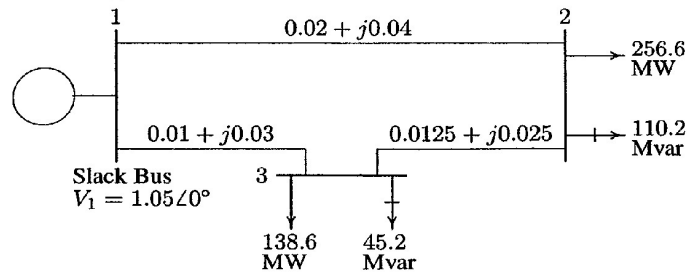 1
2
0.02 + j0.04
256.6
MW
0.01 + j0.03
0.0125 + j0.025
110.2
Mvar
Slack Bus
V₁ = 1.05∠0°
3
138.6
MW
45.2
Mvar